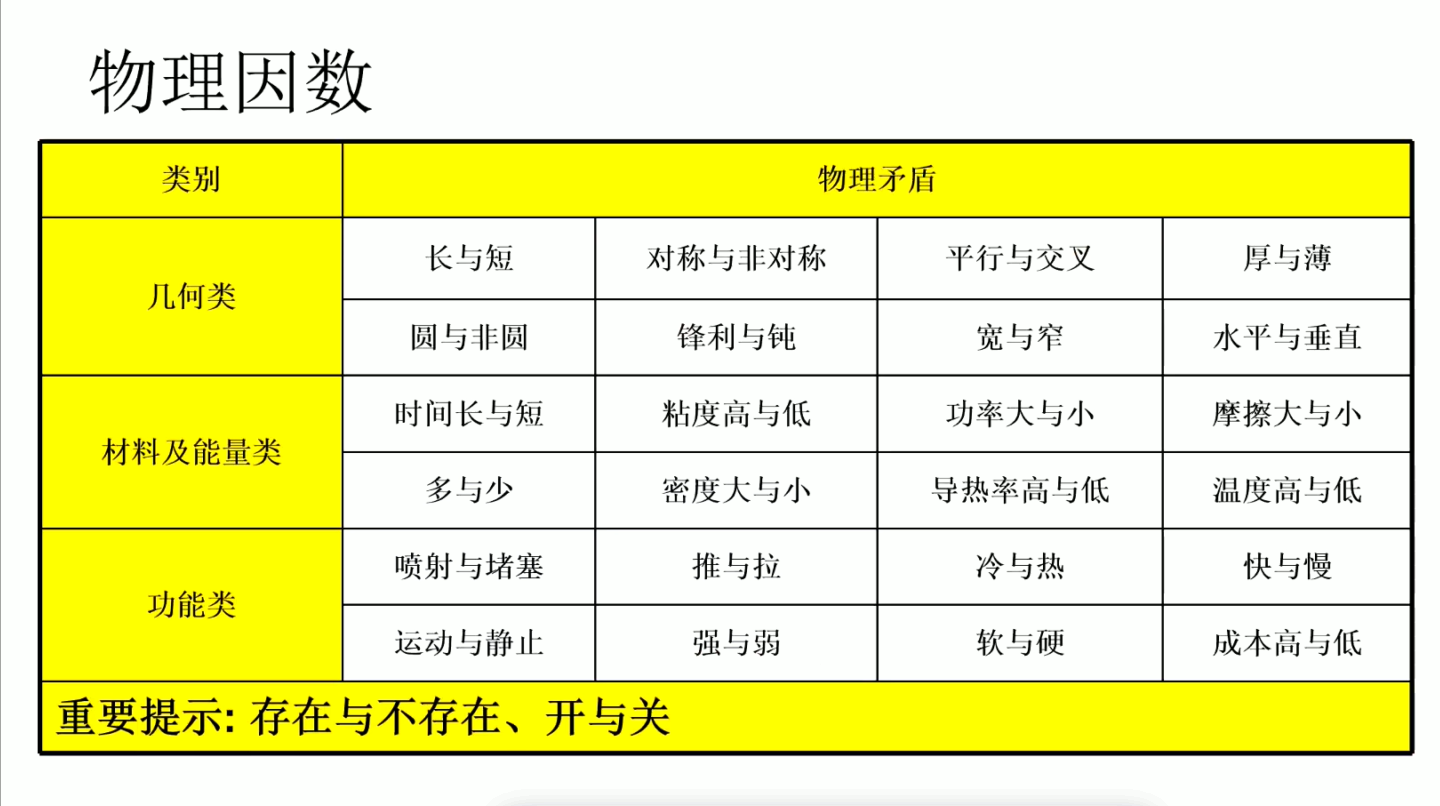 物理因数
类别 物理矛盾
几何类
长与短 对称与非对称 平行与交叉 厚与薄
圆与非圆 锋利与钝 宽与窄 水平与垂直
材料及能量类
时间长与短 粘度高与低 功率大与小 摩擦大与小
多与少 密度大与小 导热率高与低 温度高与低
功能类
喷射与堵塞 推与拉 冷与热 快与慢
运动与静止 强与弱 软与硬 成本高与低
重要提示: 存在与不存在、开与关